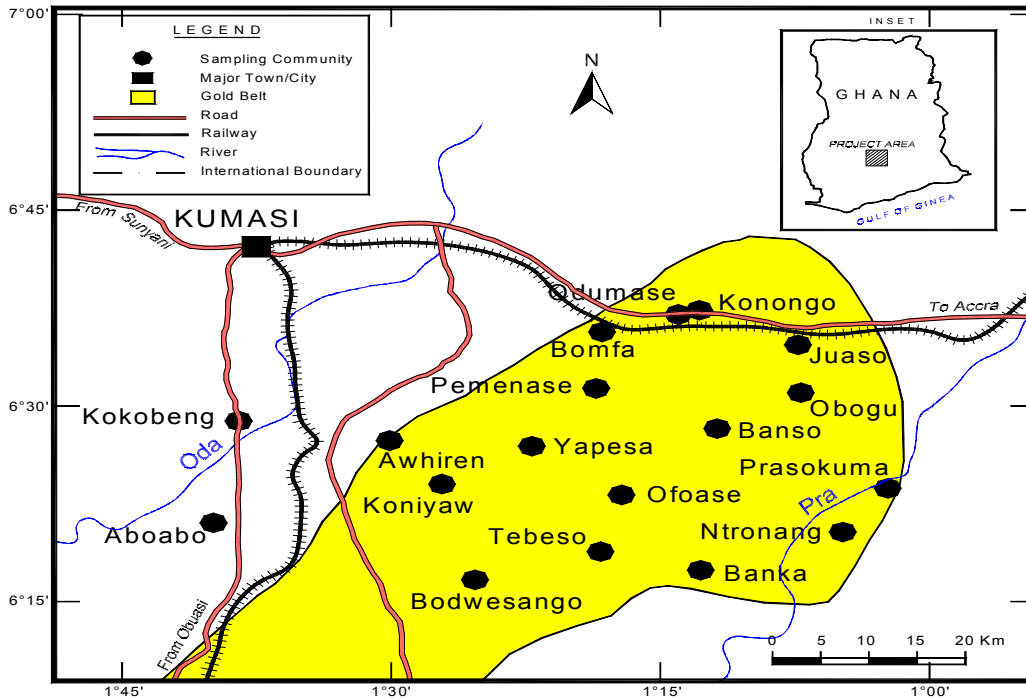 7°00'
6°45'
6°30'
6°15'
LEGEND
Sampling Community
Major Town/City
Gold Belt
Road
Railway
River
International Boundary
N
INSET
GHANA
PROJECT AREA
GULF OF GINEA
From Sunyani
KUMASI
Odumase
Konongo
To Accra
Bomfa
Juaso
Pemenase
Obogu
Kokobeng
Banso
Oda
Awhiren
Yapesa
Prasokuma
Koniyaw
Ofoase
Pra
Aboabo
Tebeso
Ntronang
Banka
Bodwesango
From Obuasi
0 5 10 15 20 Km
1°45' 1°30' 1°15' 1°00'